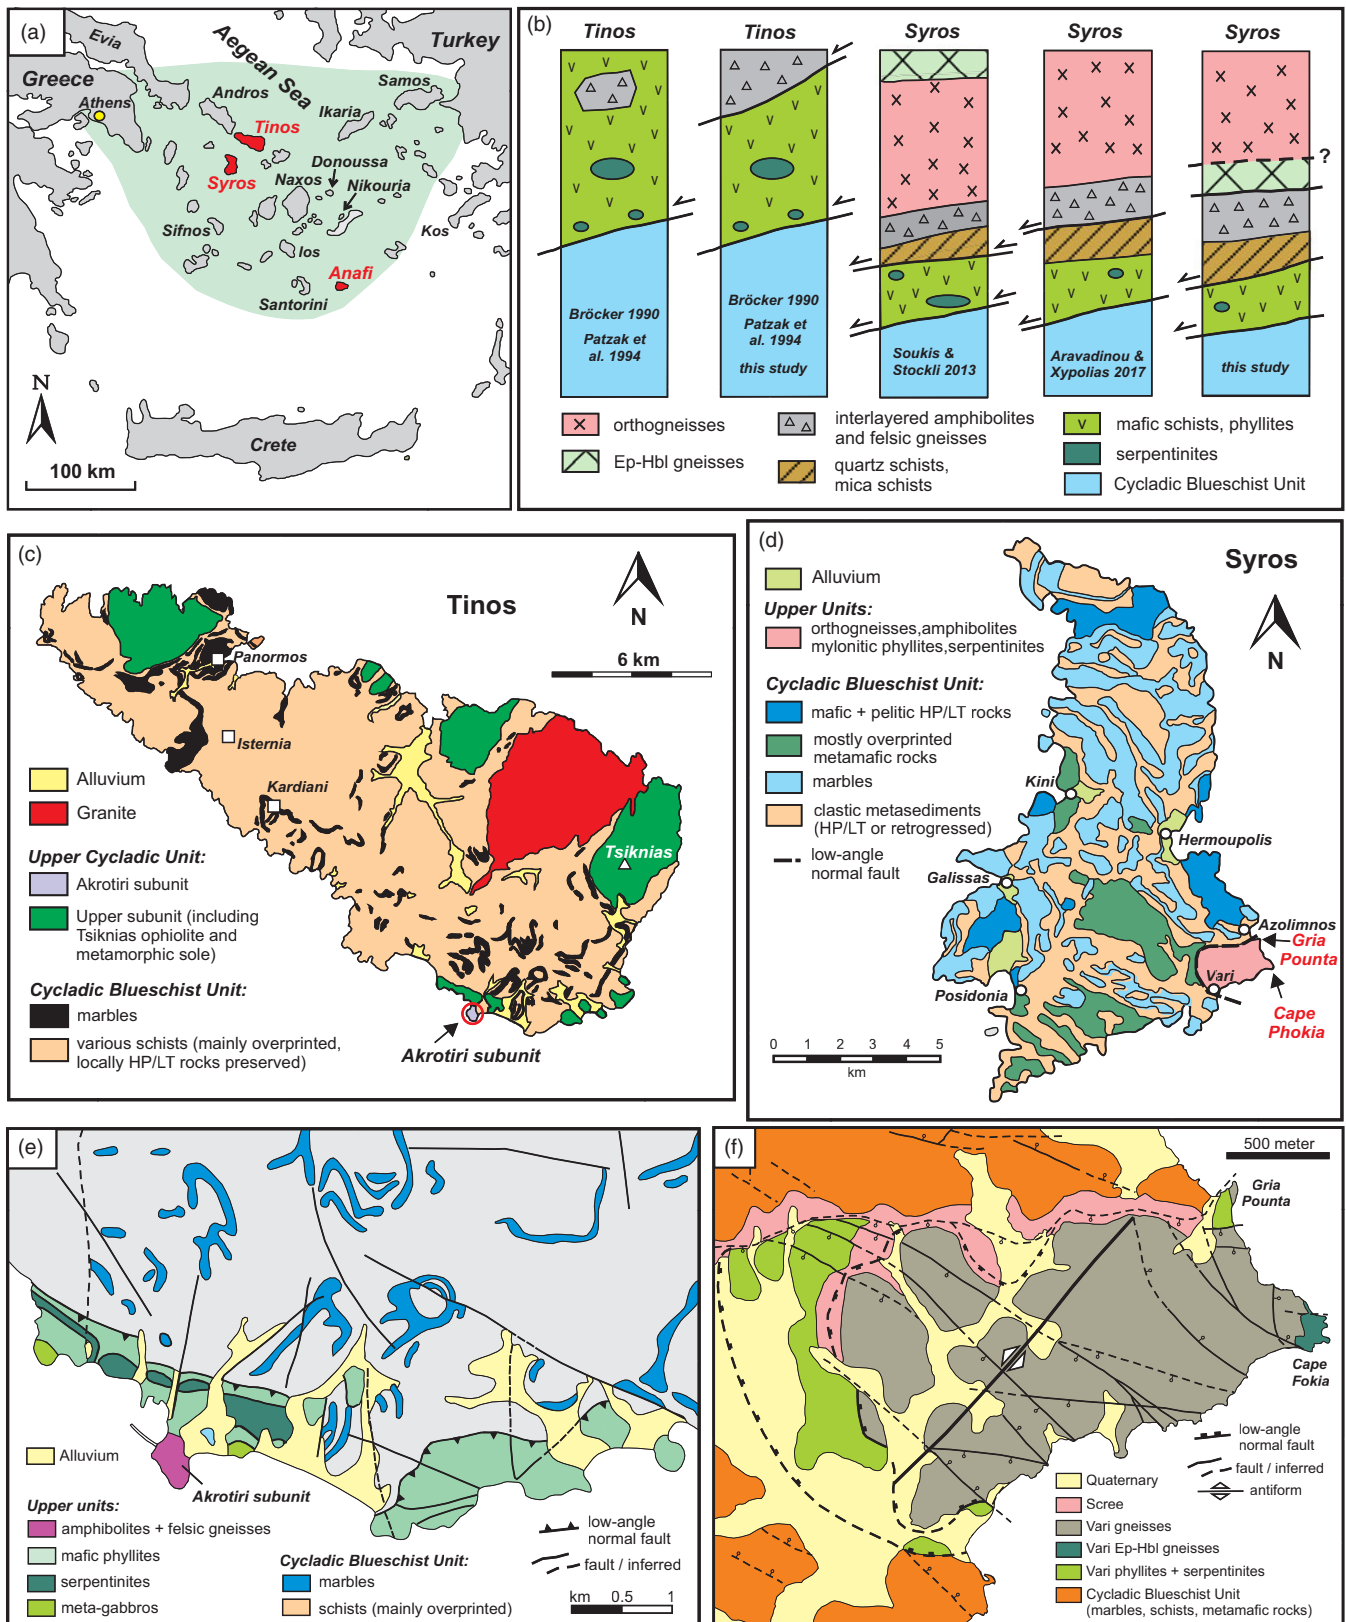 (a)
Evia
Aegean Sea
Turkey
Greece
Athens
Andros
Samos
Ikaria
Tinos
Donoussa
Syros
Naxos
Nikouria
Sifnos
Ios
Kos
Anafi
Santorini
N
100 km
Crete
(b)
Tinos
Tinos
Syros
Syros
Syros
?
Bröcker 1990
Patzak et
al. 1994
Bröcker 1990
Patzak et
al. 1994
this study
Soukis &
Stockli 2013
Aravadinou &
Xypolias 2017
this study
orthogneisses
Ep-Hbl gneisses
interlayered amphibolites
and felsic gneisses
quartz schists,
mica schists
mafic schists, phyllites
serpentinites
Cycladic Blueschist Unit
(c)
Tinos
N
6 km
Panormos
Isternia
Kardiani
Tsiknias
Alluvium
Granite
Upper Cycladic Unit:
Akrotiri subunit
Upper subunit (including
Tsiknias ophiolite and
metamorphic sole)
Cycladic Blueschist Unit:
marbles
various schists (mainly overprinted,
locally HP/LT rocks preserved)
Akrotiri subunit
(d)
Syros
N
Alluvium
Upper Units:
orthogneisses,amphibolites
mylonitic phyllites,serpentinites
Cycladic Blueschist Unit:
mafic + pelitic HP/LT rocks
mostly overprinted
metamafic rocks
marbles
clastic metasediments
(HP/LT or retrogressed)
low-angle
normal fault
Kini
Hermoupolis
Galissas
Azolimnos
Gria
Pounta
Vari
Posidonia
Cape
Phokia
0 1 2 3 4 5
km
(e)
Alluvium
Akrotiri subunit
Upper units:
amphibolites + felsic gneisses
mafic phyllites
serpentinites
meta-gabbros
Cycladic Blueschist Unit:
marbles
schists (mainly overprinted)
low-angle
normal fault
fault / inferred
km 0.5 1
(f)
500 meter
Gria
Pounta
Cape
Fokia
low-angle
normal fault
fault / inferred
antiform
Quaternary
Scree
Vari gneisses
Vari Ep-Hbl gneisses
Vari phyllites + serpentinites
Cycladic Blueschist Unit
(marbles, schists, metamafic rocks)